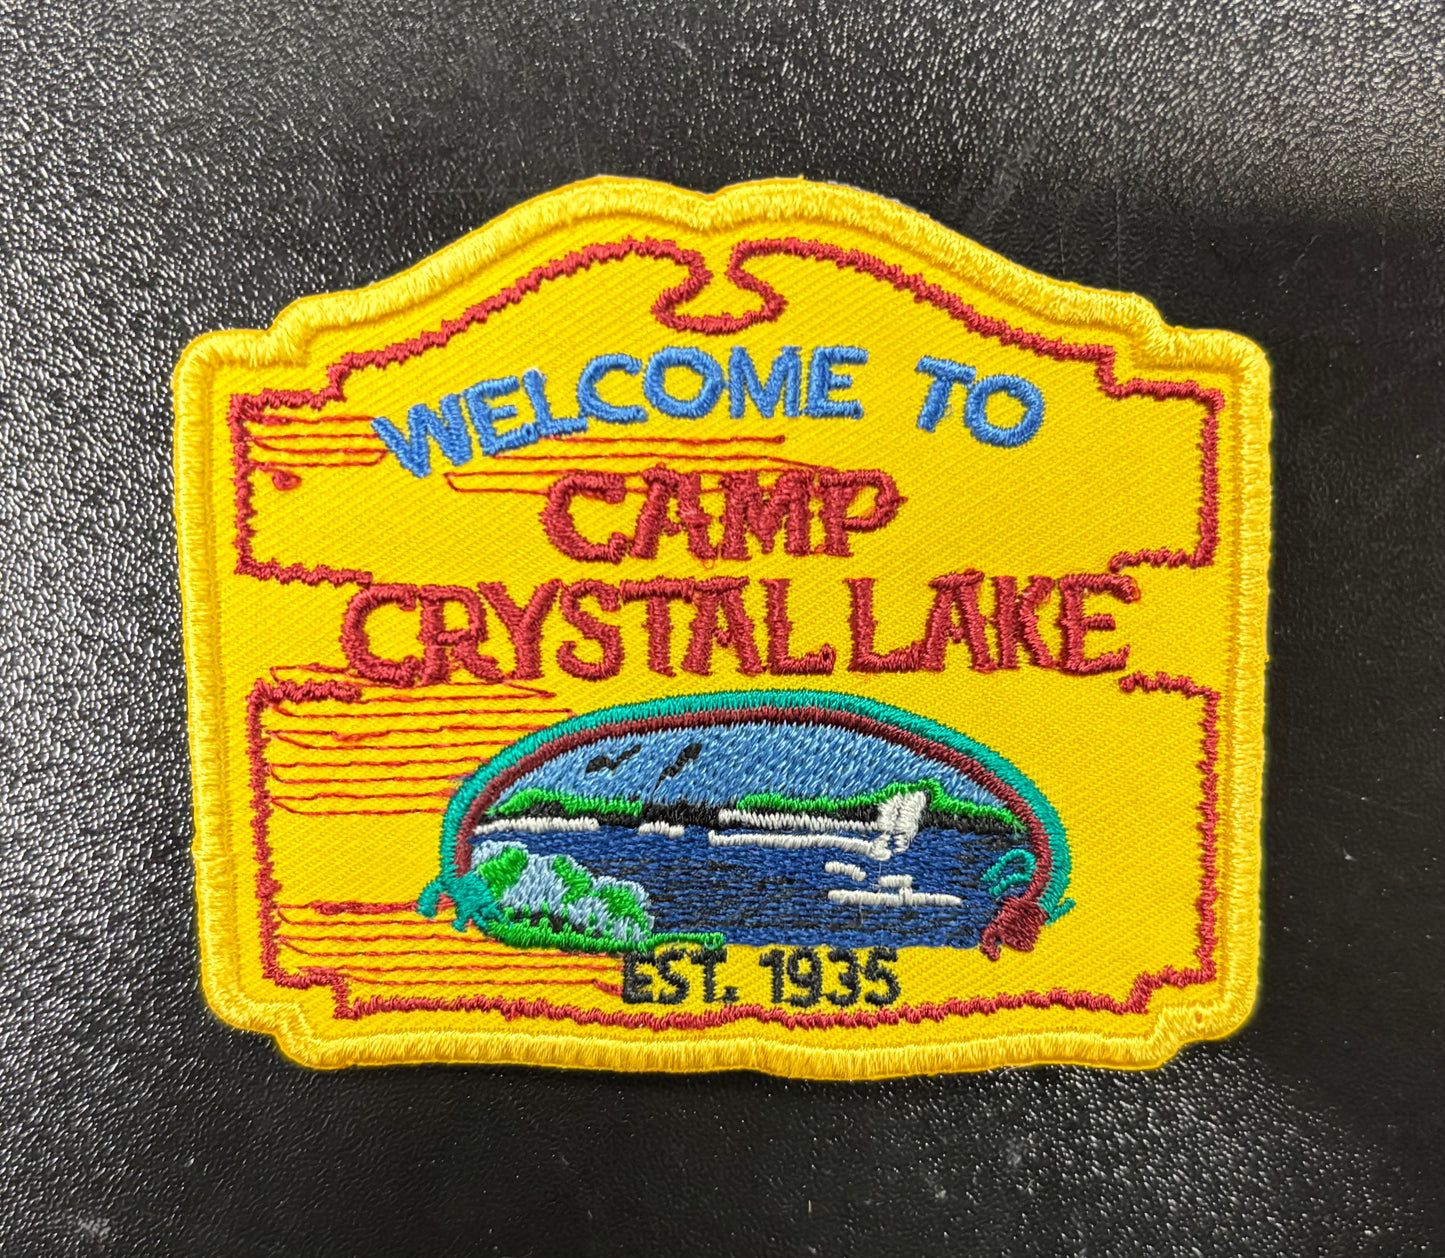 WELCOME TO
CAMP
CRYSTAL LAKE
EST. 1935